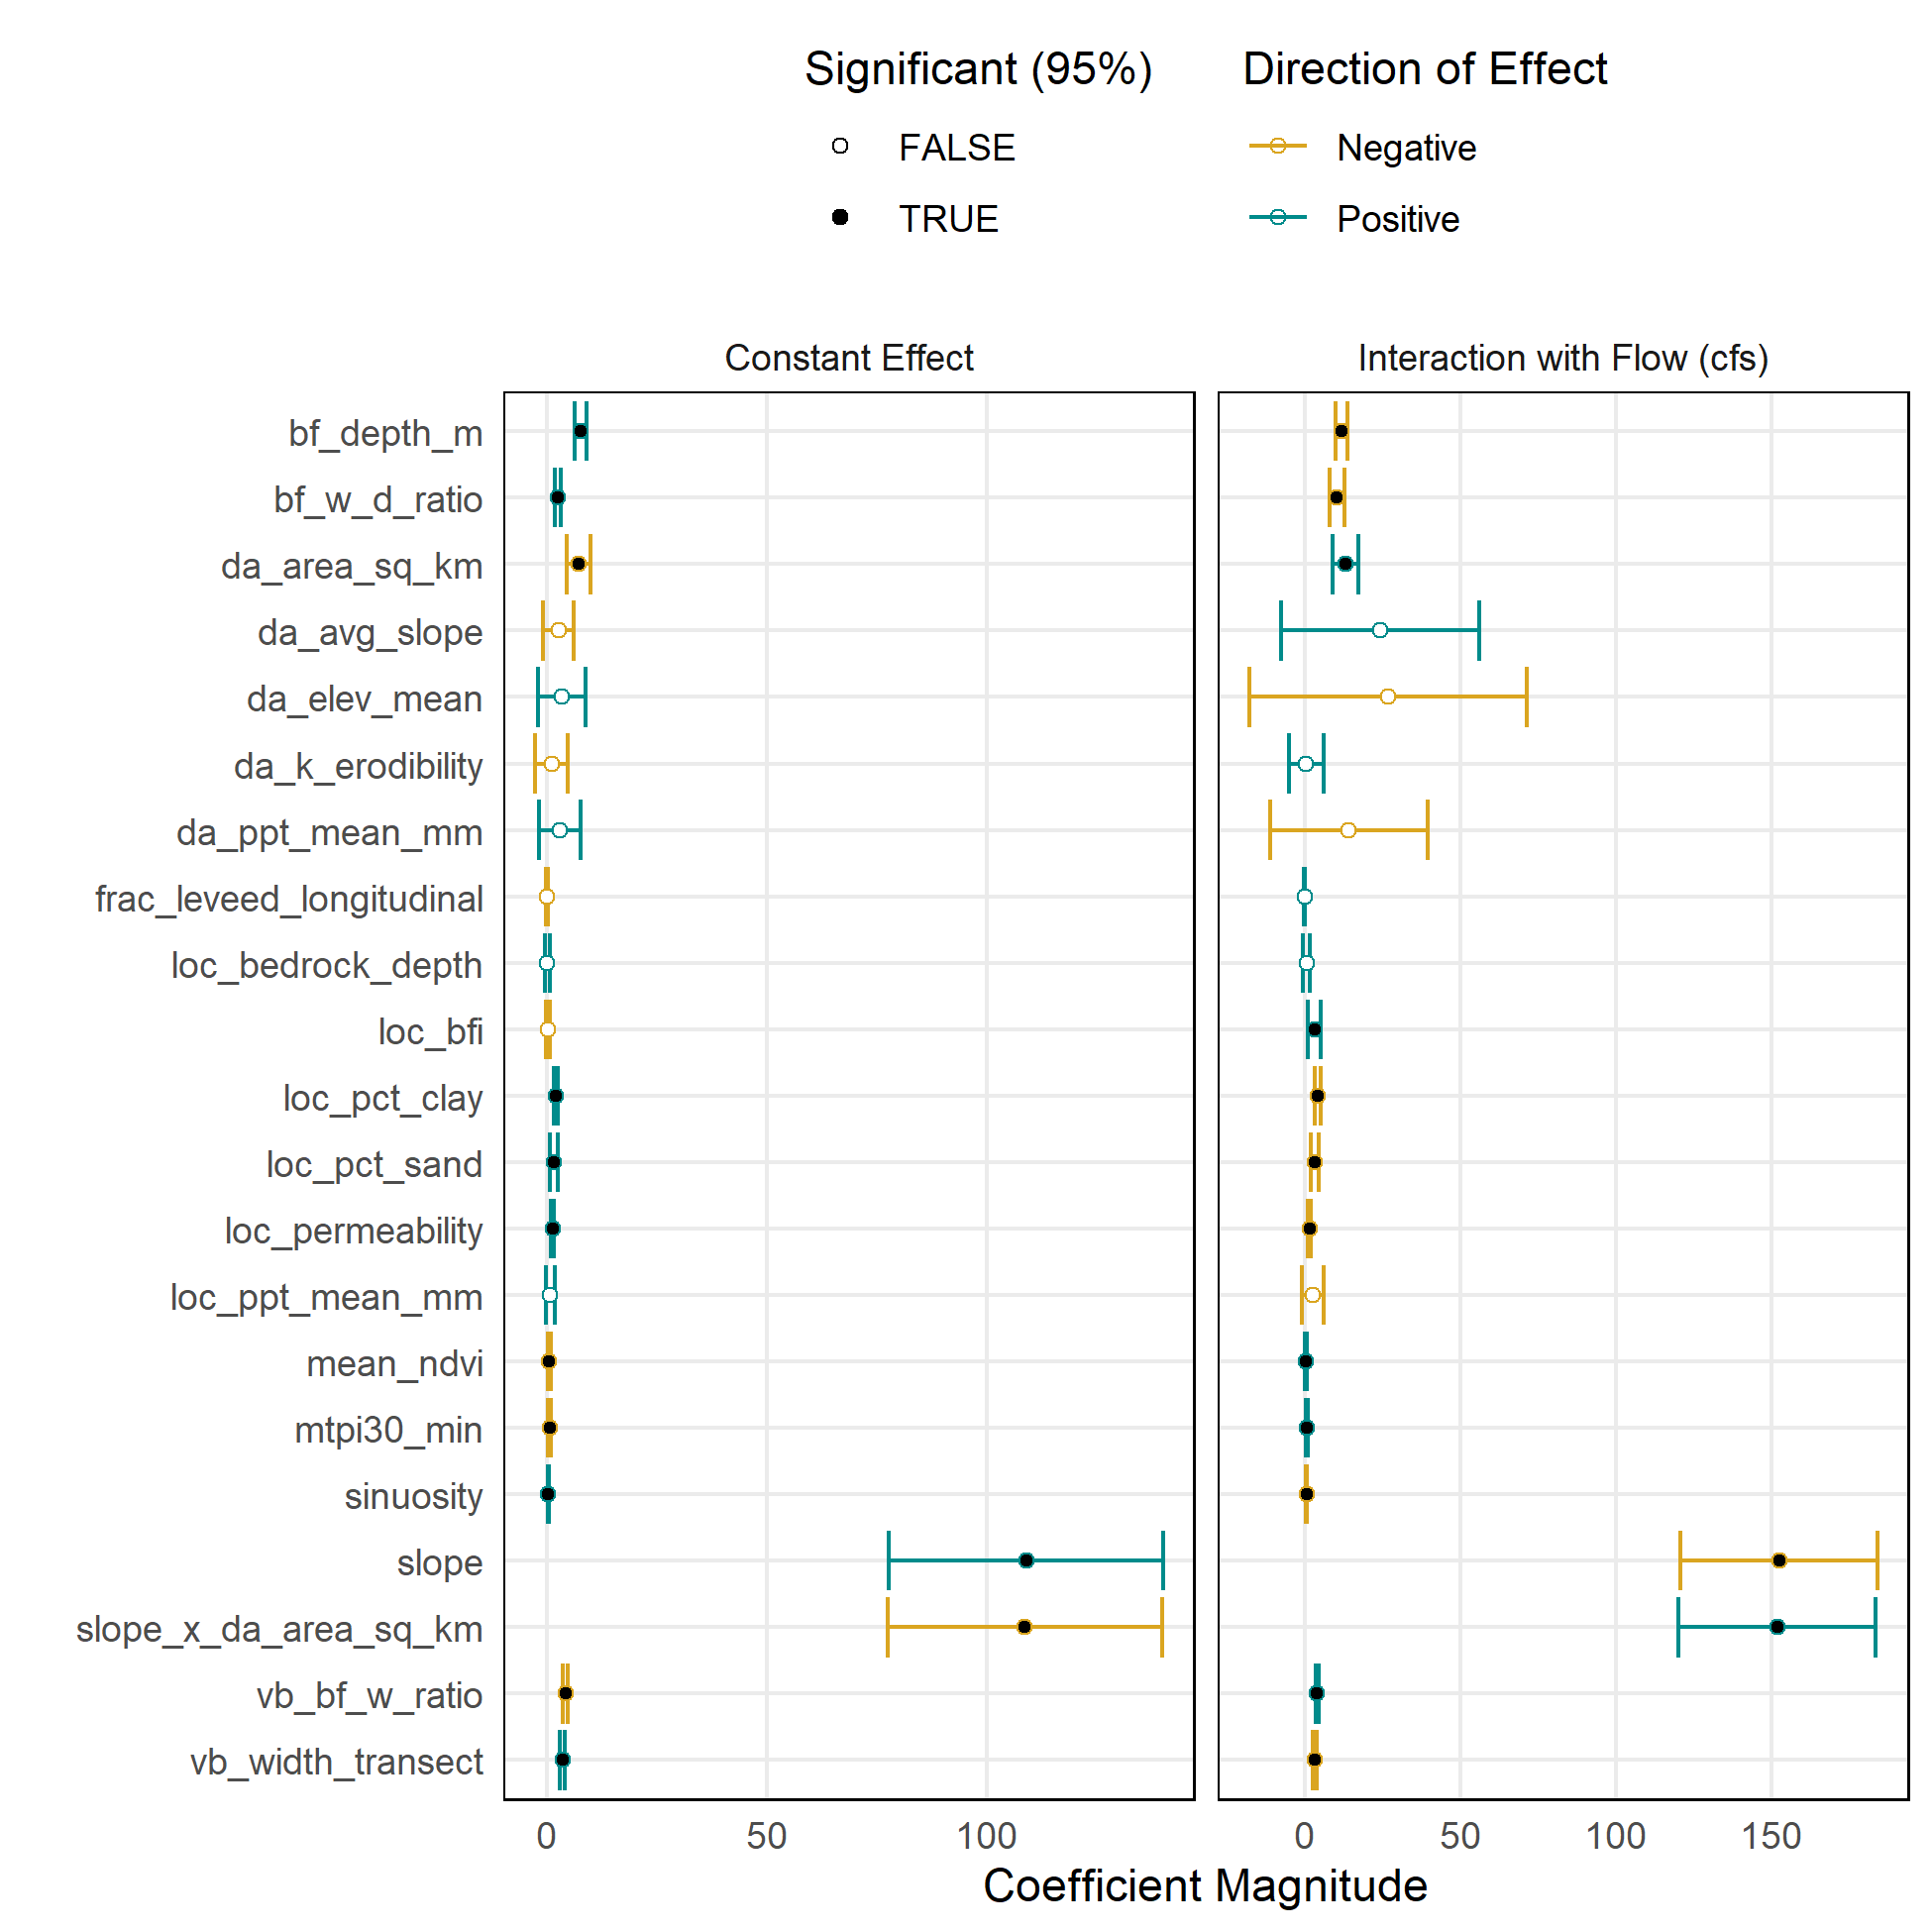 Significant (95%)
FALSE
TRUE
Direction of Effect
Negative
Positive
Constant Effect
Interaction with Flow (cfs)
bf_depth_m
bf_w_d_ratio
da_area_sq_km
da_avg_slope
da_elev_mean
da_k_erodibility
da_ppt_mean_mm
frac_leveed_longitudinal
loc_bedrock_depth
loc_bfi
loc_pct_clay
loc_pct_sand
loc_permeability
loc_ppt_mean_mm
mean_ndvi
mtpi30_min
sinuosity
slope
slope_x_da_area_sq_km
vb_bf_w_ratio
vb_width_transect
0 50 100
0 50 100 150
Coefficient Magnitude